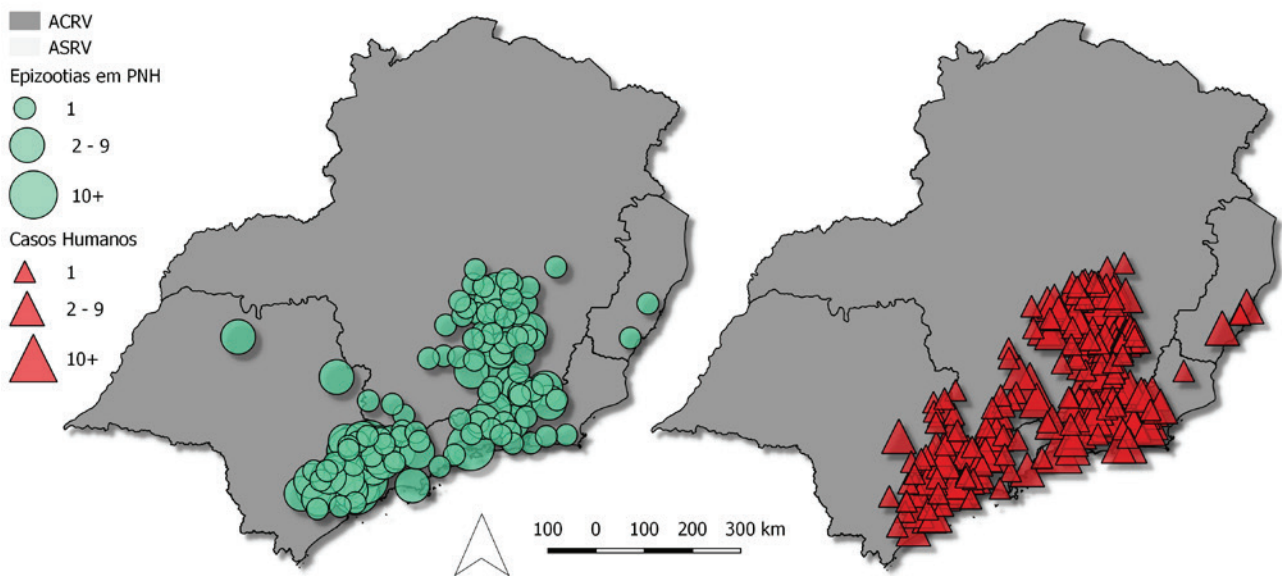 ACRV
ASRV
Epizootias em PNH
1
2 - 9
10+
Casos Humanos
1
2 - 9
10+
100 0 100 200 300 km